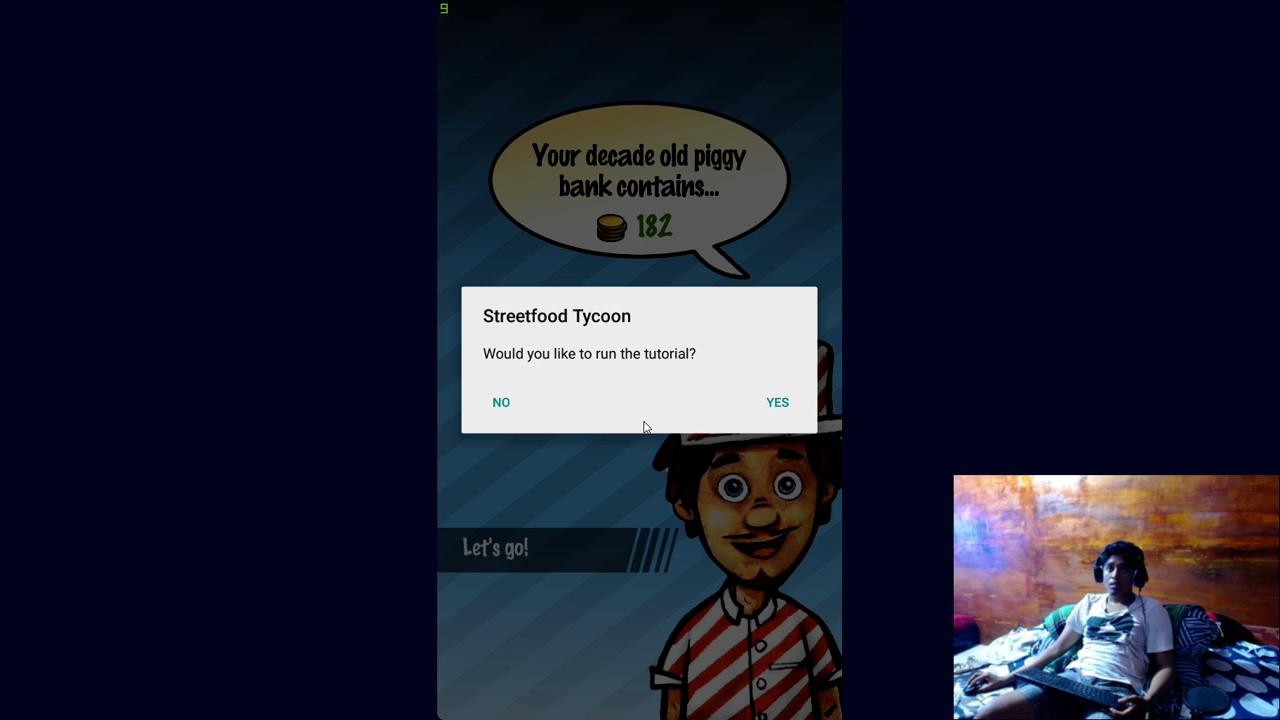 9
Your decade old piggy
bank contains...
182
Streetfood Tycoon
Would you like to run the tutorial?
NO
YES
Let's go!